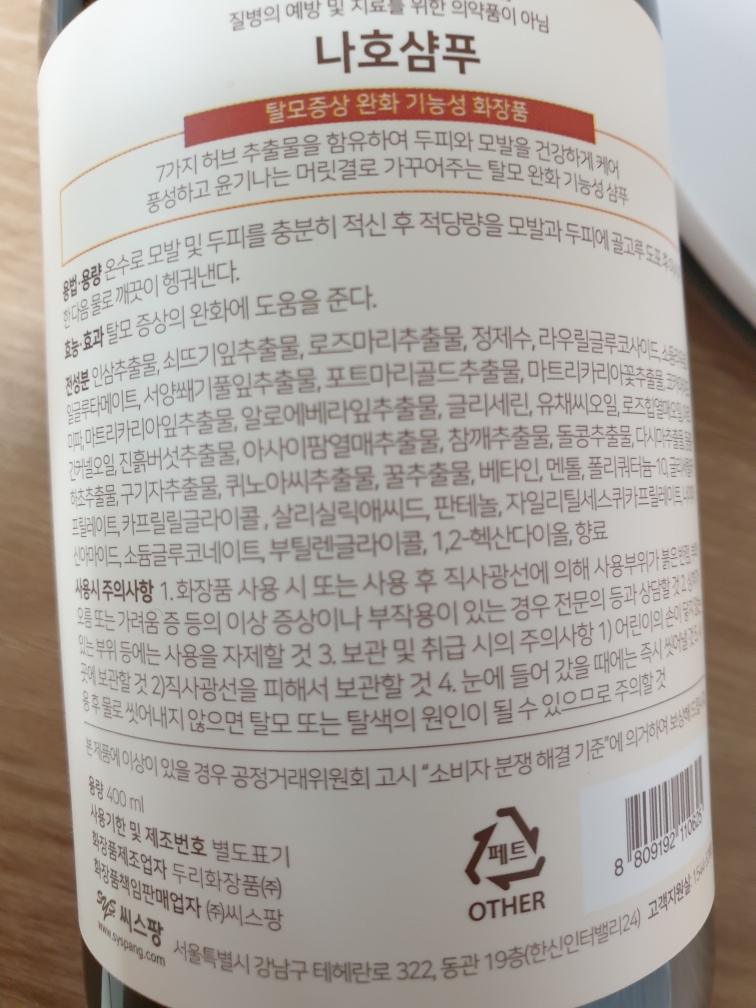 질병의 예방 및 치료를 위한 의약품이 아님
나호샴푸
탈모증상 완화 기능성 화장품
7가지 허브 추출물을 함유하여 두피와 모발을 건강하게 케어
풍성하고 윤기나는 머릿결로 가꾸어주는 탈모 완화 기능성 샴푸
용법·용량 온수로 모발 및 두피를 충분히 적신 후 적당량을 모발과 두피에 골고루 도포
한 다음 물로 깨끗이 헹궈낸다.
효능·효과 탈모 증상의 완화에 도움을 준다.
전성분 인삼추출물, 쇠뜨기잎추출물, 로즈마리추출물, 정제수, 라우릴글루코사이드,
일글루타메이트, 서양쐐기풀잎추출물, 포트마리골드추출물, 마트리카리아꽃추출물,
마트리카리아잎추출물, 알로에베라잎추출물, 글리세린, 유채씨오일, 로즈힙열매오일,
간커넬오일, 진흙버섯추출물, 아사이팜열매추출물, 참깨추출물, 돌콩추출물, 다시마추출물,
하초추출물, 구기자추출물, 퀴노아씨추출물, 꿀추출물, 베타인, 멘톨, 폴리쿼터늄-10,
프릴레이트, 카프릴릴글라이콜, 살리실릭애씨드, 판테놀, 자일리틸세스퀴카프릴레이트,
신아마이드, 소듐글루코네이트, 부틸렌글라이콜, 1,2-헥산다이올, 향료
사용시 주의사항 1. 화장품 사용 시 또는 사용 후 직사광선에 의해 사용부위가 붉은 반점,
오름 또는 가려움 증 등의 이상 증상이나 부작용이 있는 경우 전문의 등과 상담할 것 2.
있는 부위 등에는 사용을 자제할 것 3. 보관 및 취급 시의 주의사항 1) 어린이의 손이 닿지
곳에 보관할 것 2)직사광선을 피해서 보관할 것 4. 눈에 들어 갔을 때에는 즉시 씻어낼 것 5.
용 후 물로 씻어내지 않으면 탈모 또는 탈색의 원인이 될 수 있으므로 주의할 것
본 제품에 이상이 있을 경우 공정거래위원회 고시 "소비자 분쟁 해결 기준"에 의거하여 보상해
용량 400 ml
사용기한 및 제조번호 별도표기
화장품제조업자 두리화장품㈜
화장품책임판매업자 ㈜씨스팡
페트
OTHER
8 809192 110628
sys 씨스팡
www.syspang.com
서울특별시 강남구 테헤란로 322, 동관 19층(한신인터밸리24) 고객지원실